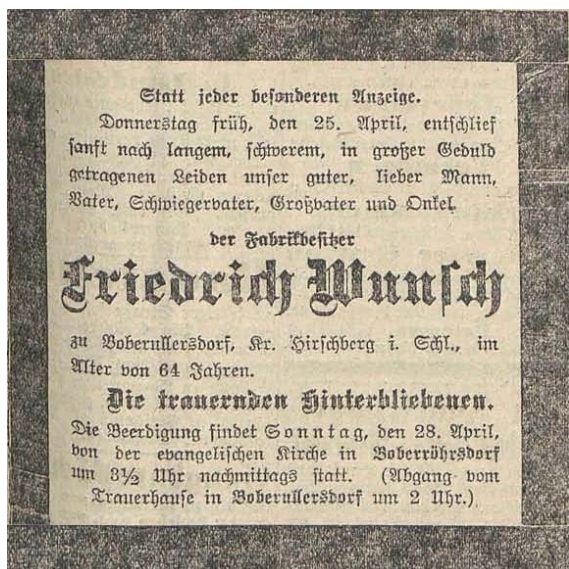 Statt jeder besonderen Anzeige.
Donnerstag früh, den 25. April, entschlief
sanft nach langem, schwerem, in großer Geduld
getragenen Leiden unser guter, lieber Mann,
Vater, Schwiegervater, Großvater und Onkel
der Fabrikbesitzer
Friedrich Wunsch
zu Boberullersdorf, Kr. Hirschberg i. Schl., im
Alter von 64 Jahren.
Die trauernden Hinterbliebenen.
Die Beerdigung findet Sonntag, den 28. April,
von der evangelischen Kirche in Boberröhrsdorf
um 3½ Uhr nachmittags statt. (Abgang vom
Trauerhause in Boberullersdorf um 2 Uhr.)